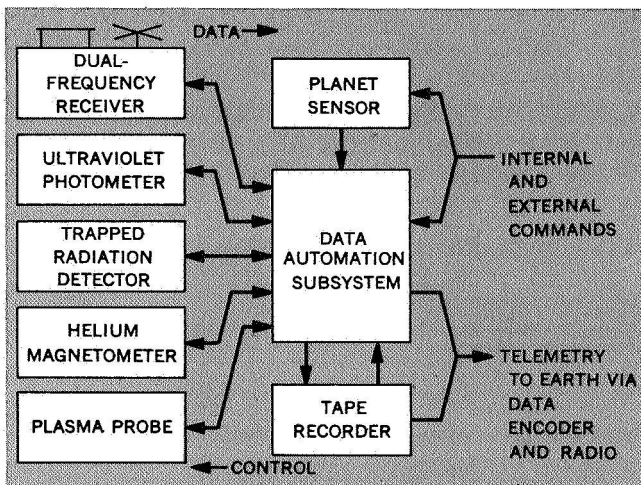 DATA
DUAL-
FREQUENCY
RECEIVER
PLANET
SENSOR
ULTRAVIOLET
PHOTOMETER
INTERNAL
AND
EXTERNAL
COMMANDS
TRAPPED
RADIATION
DETECTOR
DATA
AUTOMATION
SUBSYSTEM
HELIUM
MAGNETOMETER
TELEMETRY
TO EARTH VIA
DATA
ENCODER
AND RADIO
PLASMA PROBE
TAPE
RECORDER
CONTROL